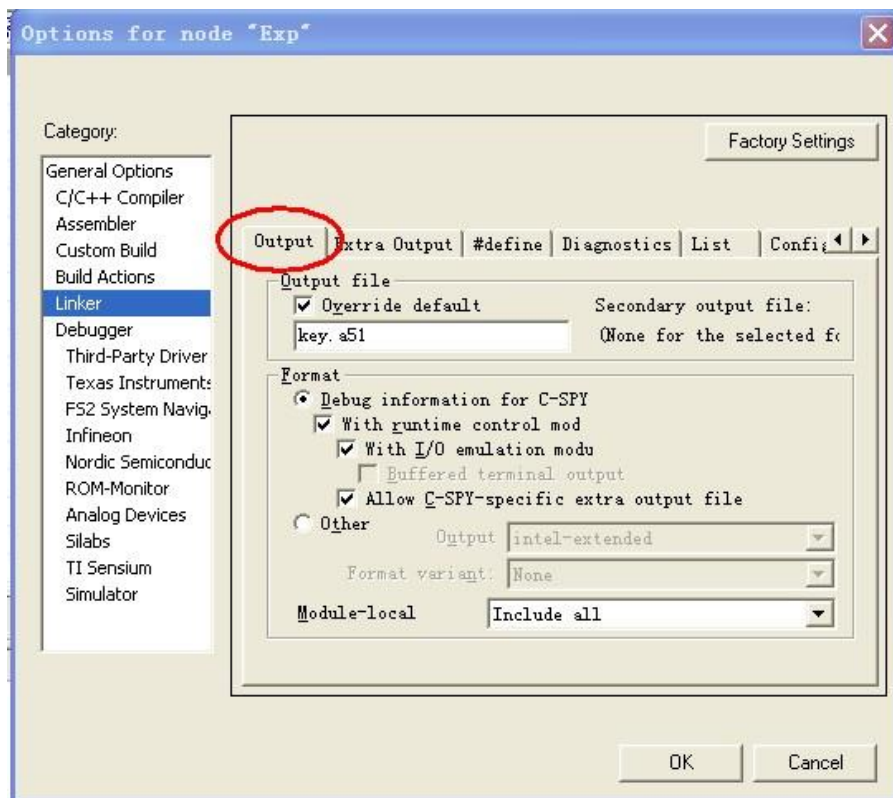 Options for node "Exp"
Category:
Factory Settings
General Options
C/C++ Compiler
Assembler
Custom Build
Build Actions
Linker
Debugger
Third-Party Driver
Texas Instruments
FS2 System Navig.
Infineon
Nordic Semiconduc
ROM-Monitor
Analog Devices
Silabs
TI Sensium
Simulator
Output Extra Output #define Diagnostics List Config
Output file
Override default
Secondary output file:
key.a51
(None for the selected fo
Format
Debug information for C-SPY
With runtime control mod
With I/O emulation modu
Buffered terminal output
Allow C-SPY-specific extra output file
Other
Output intel-extended
Format variant: None
Module-local Include all
OK Cancel